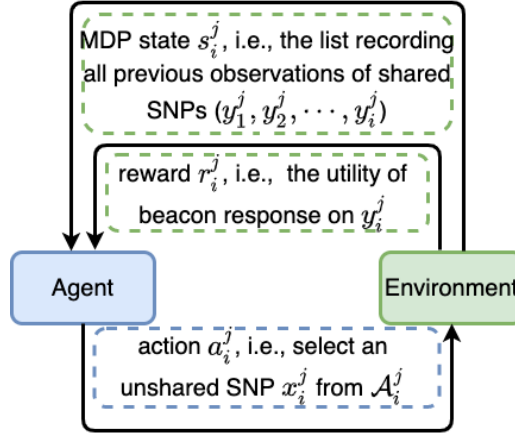 MDP state $s_i^j$, i.e., the list recording
all previous observations of shared
SNPs $(y_1^j, y_2^j, \cdots, y_i^j)$
reward $r_i^j$, i.e., the utility of
beacon response on $y_i^j$
Agent
Environment
action $a_i^j$, i.e., select an
unshared SNP $x_i^j$ from $\mathcal{A}_i^j$